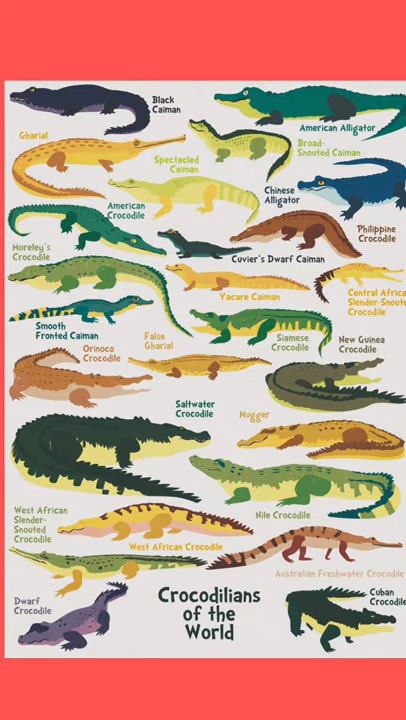 Black
Caiman
American Alligator
Gharial
Broad-
Snouted Caiman
Spectacled
Caiman
Chinese
Alligator
American
Crocodile
Philippine
Crocodile
Moreley's
Crocodile
Cuvier's Dwarf Caiman
Yacare Caiman
Central Africa
Slender-Snoute
Crocodile
Smooth
Fronted Caiman
False
Gharial
Siamese
Crocodile
New Guinea
Crocodile
Orinoco
Crocodile
Saltwater
Crocodile
Mugger
Nile Crocodile
West African
Slender-
Snouted
Crocodile
West African Crocodile
Australian Freshwater Crocodile
Dwarf
Crocodile
Crocodilians
of the
World
Cuban
Crocodile